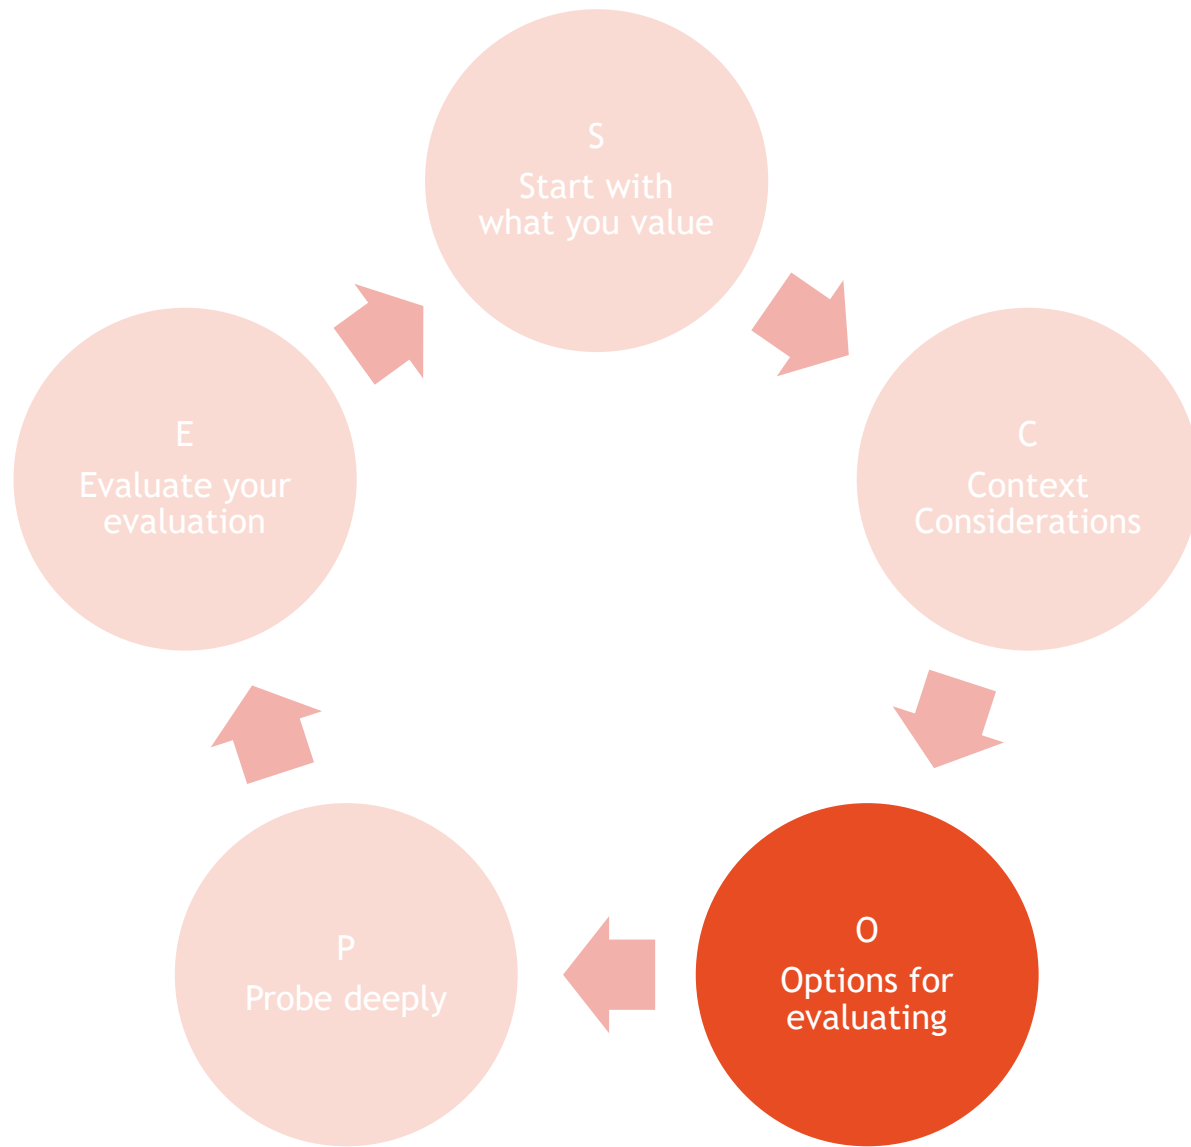 S
Start with
what you value
C
Context
Considerations
O
Options for
evaluating
P
Probe deeply
E
Evaluate your
evaluation